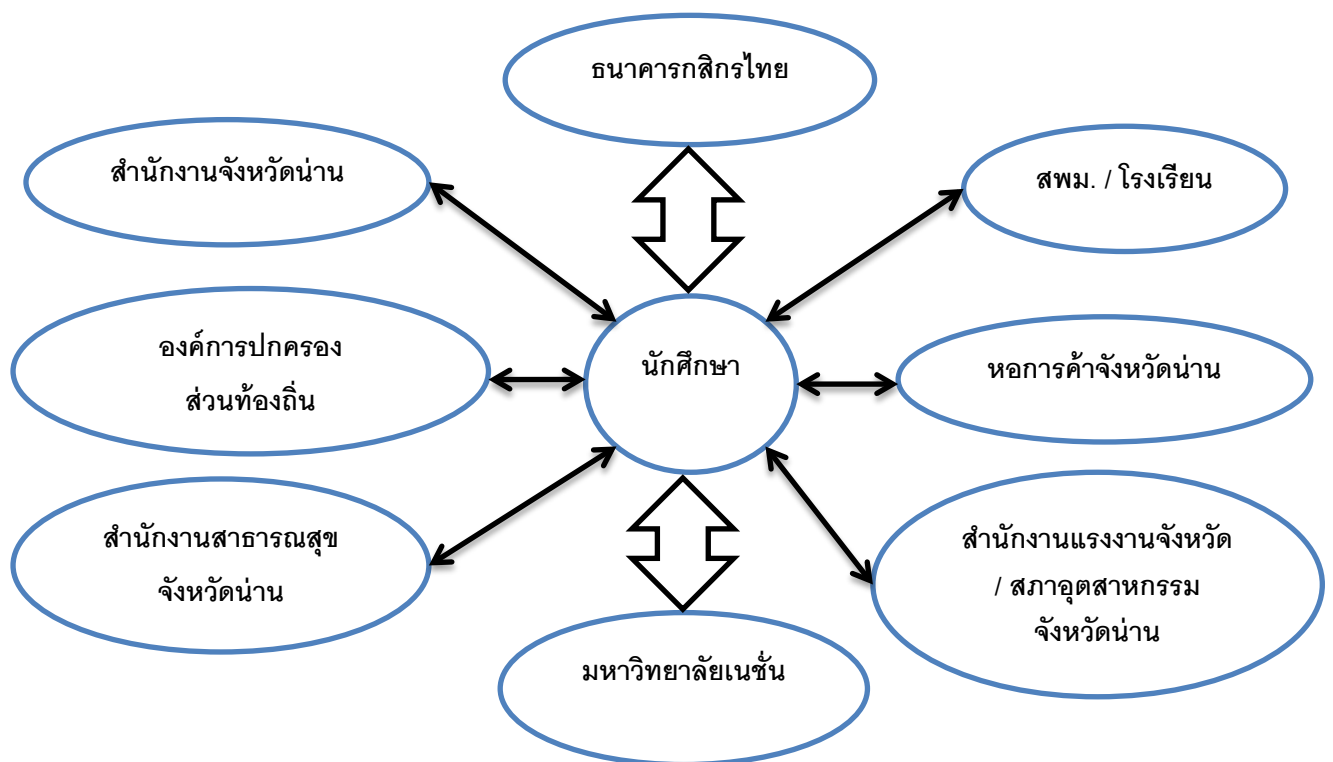 ธนาคารกสิกรไทย
สำนักงานจังหวัดน่าน
สพม. / โรงเรียน
องค์การปกครอง
ส่วนท้องถิ่น
นักศึกษา
หอการค้าจังหวัดน่าน
สำนักงานสาธารณสุข
จังหวัดน่าน
สำนักงานแรงงานจังหวัด
/ สภาอุตสาหกรรม
จังหวัดน่าน
มหาวิทยาลัยเนชั่น